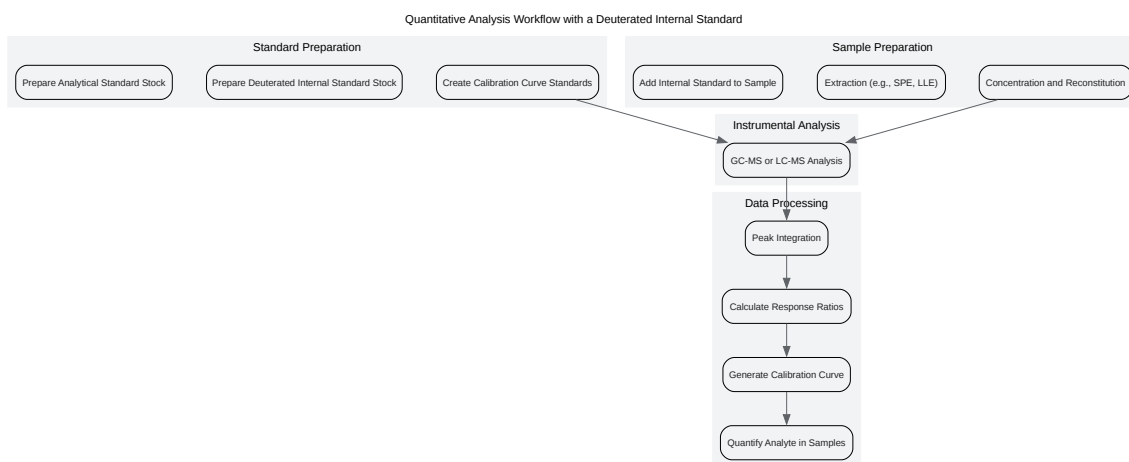 Quantitative Analysis Workflow with a Deuterated Internal Standard
Standard Preparation
Prepare Analytical Standard Stock
Prepare Deuterated Internal Standard Stock
Create Calibration Curve Standards
Sample Preparation
Add Internal Standard to Sample
Extraction (e.g., SPE, LLE)
Concentration and Reconstitution
Instrumental Analysis
GC-MS or LC-MS Analysis
Data Processing
Peak Integration
Calculate Response Ratios
Generate Calibration Curve
Quantify Analyte in Samples